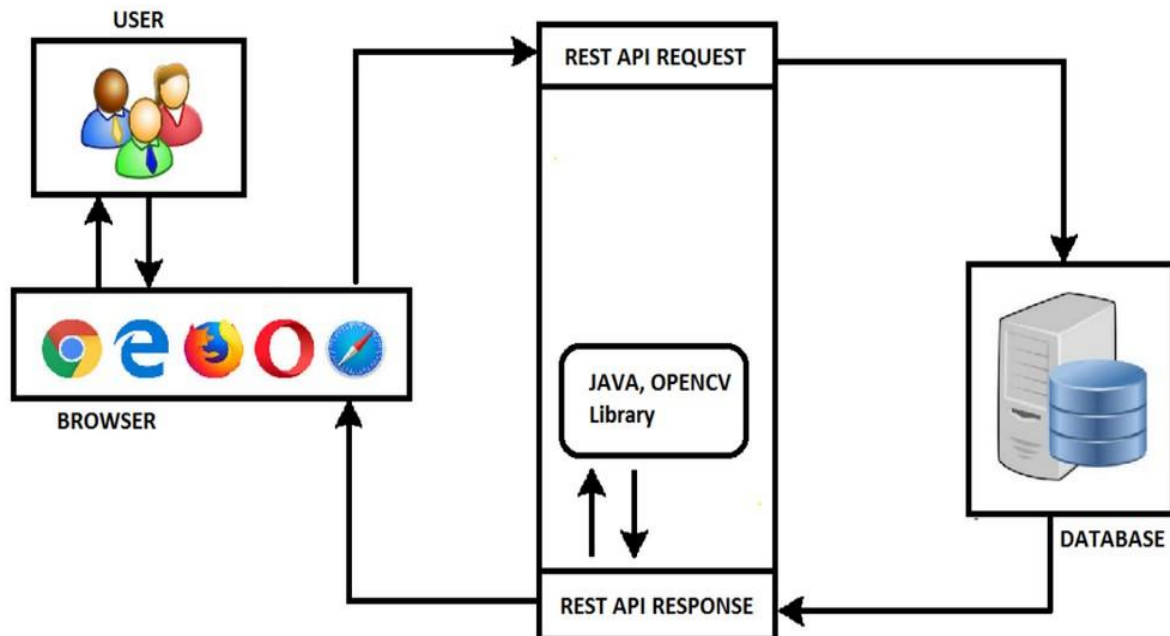 USER
REST API REQUEST
BROWSER
JAVA, OPENCV
Library
DATABASE
REST API RESPONSE